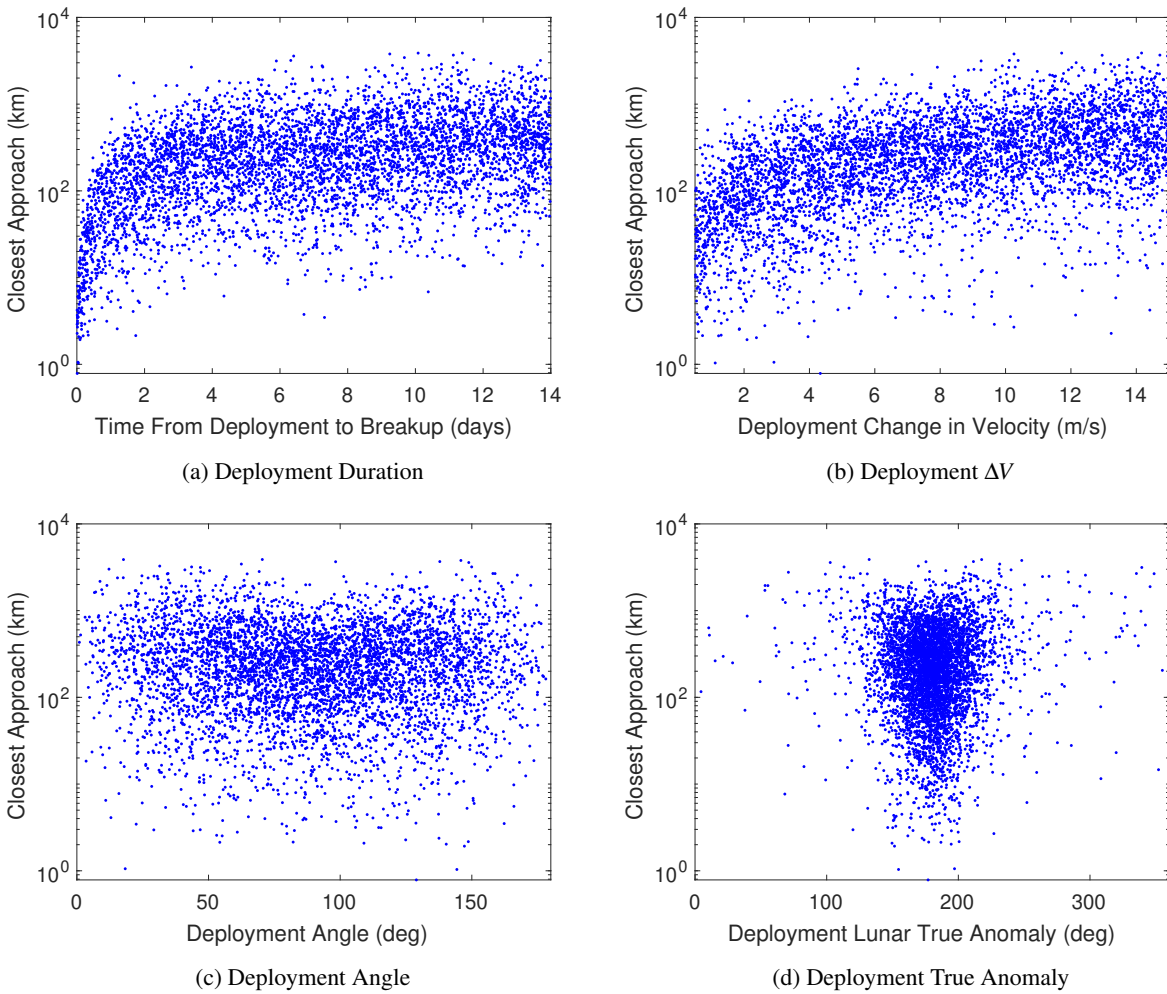 10^4
10^2
10^0
Closest Approach (km)
0 2 4 6 8 10 12 14
Time From Deployment to Breakup (days)
(a) Deployment Duration
10^4
10^2
10^0
Closest Approach (km)
2 4 6 8 10 12 14
Deployment Change in Velocity (m/s)
(b) Deployment ΔV
10^4
10^2
10^0
Closest Approach (km)
0 50 100 150
Deployment Angle (deg)
(c) Deployment Angle
10^4
10^2
10^0
Closest Approach (km)
0 100 200 300
Deployment Lunar True Anomaly (deg)
(d) Deployment True Anomaly